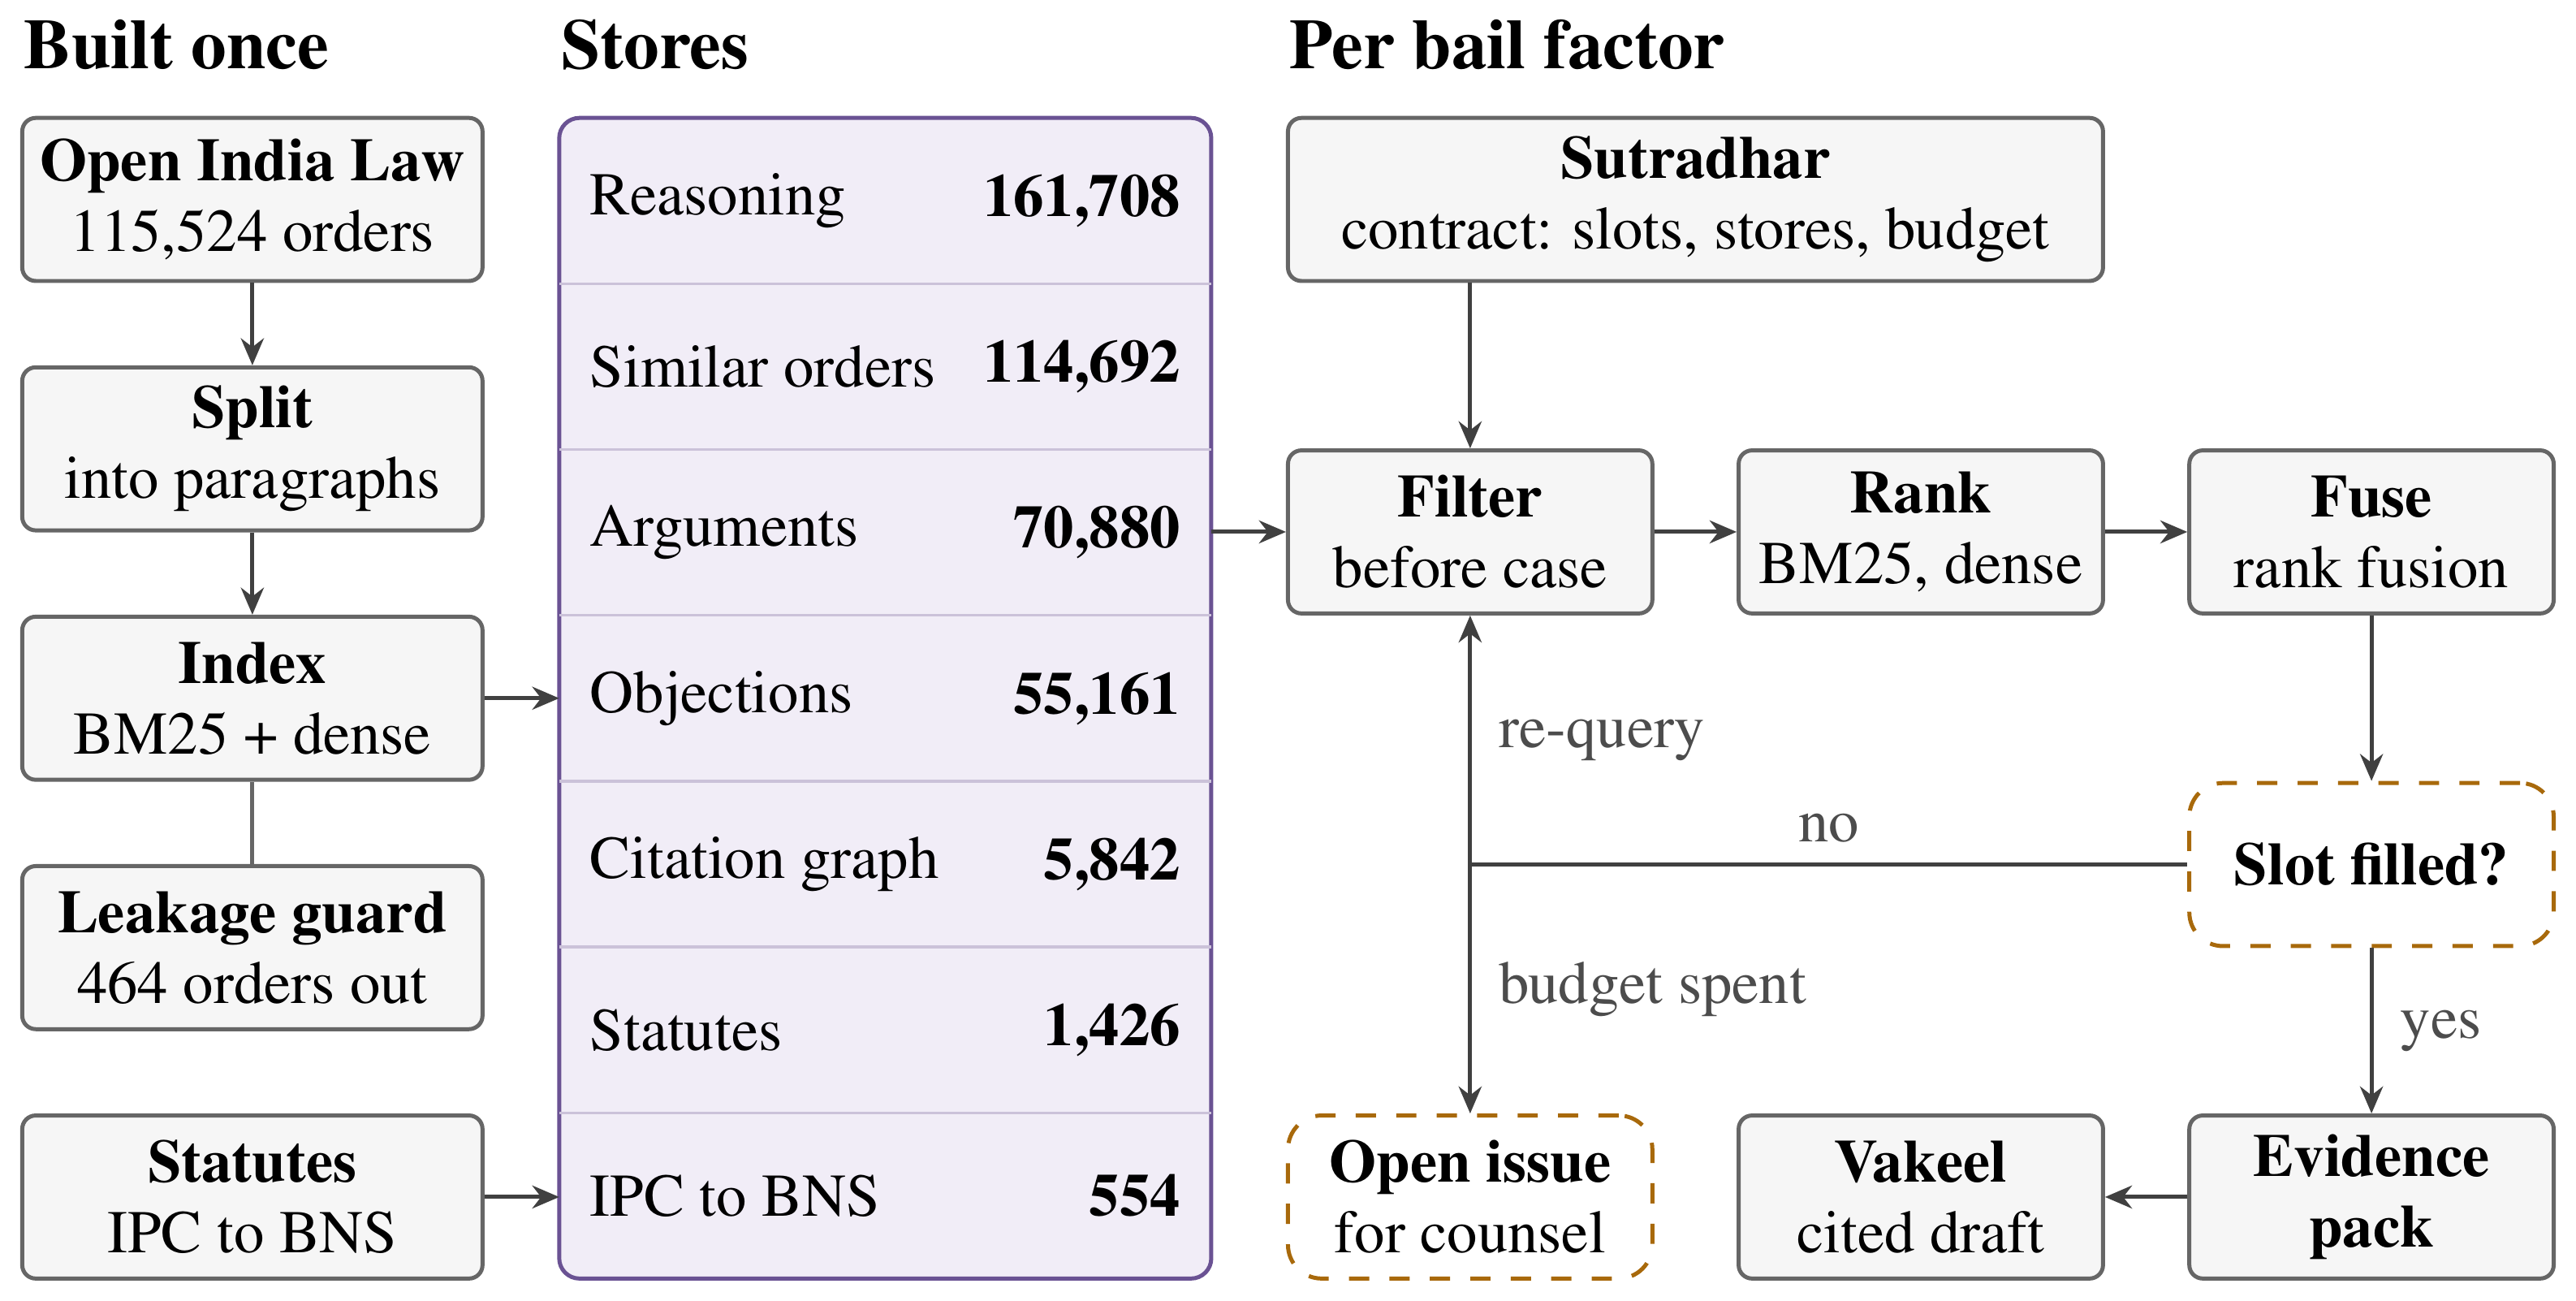 Built once
Open India Law
115,524 orders
Split
into paragraphs
Index
BM25 + dense
Leakage guard
464 orders out
Statutes
IPC to BNS
Stores
Reasoning 161,708
Similar orders 114,692
Arguments 70,880
Objections 55,161
Citation graph 5,842
Statutes 1,426
IPC to BNS 554
Per bail factor
Sutradhar
contract: slots, stores, budget
Filter
before case
Rank
BM25, dense
Fuse
rank fusion
re-query
no
Slot filled?
budget spent
yes
Open issue
for counsel
Vakeel
cited draft
Evidence
pack